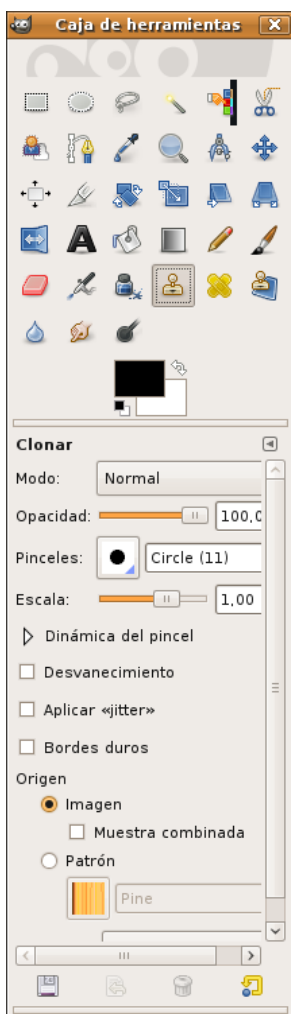 Caja de herramientas
Clonar
Modo: Normal
Opacidad: 100,0
Pinceles: Circle (11)
Escala: 1,00
Dinámica del pincel
Desvanecimiento
Aplicar «jitter»
Bordes duros
Origen
Imagen
Muestra combinada
Patrón
Pine